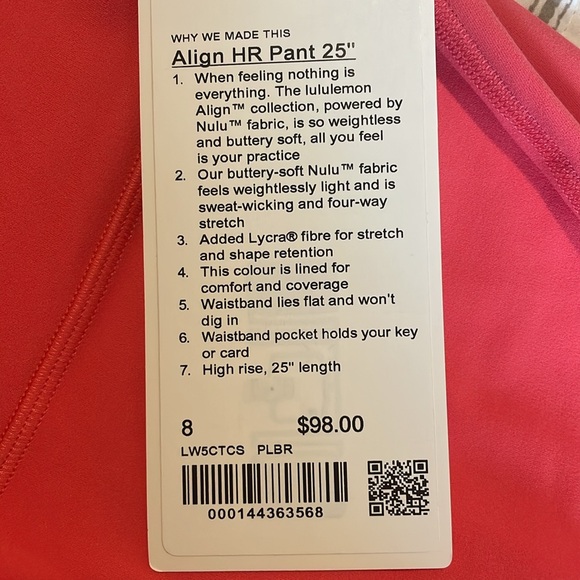 WHY WE MADE THIS
Align HR Pant 25"
1. When feeling nothing is
everything. The lululemon
Align™ collection, powered by
Nulu™ fabric, is so weightless
and buttery soft, all you feel
is your practice
2. Our buttery-soft Nulu™ fabric
feels weightlessly light and is
sweat-wicking and four-way
stretch
3. Added Lycra® fibre for stretch
and shape retention
4. This colour is lined for
comfort and coverage
5. Waistband lies flat and won't
dig in
6. Waistband pocket holds your key
or card
7. High rise, 25" length
8 $98.00
LW5CTCS PLBR
000144363568